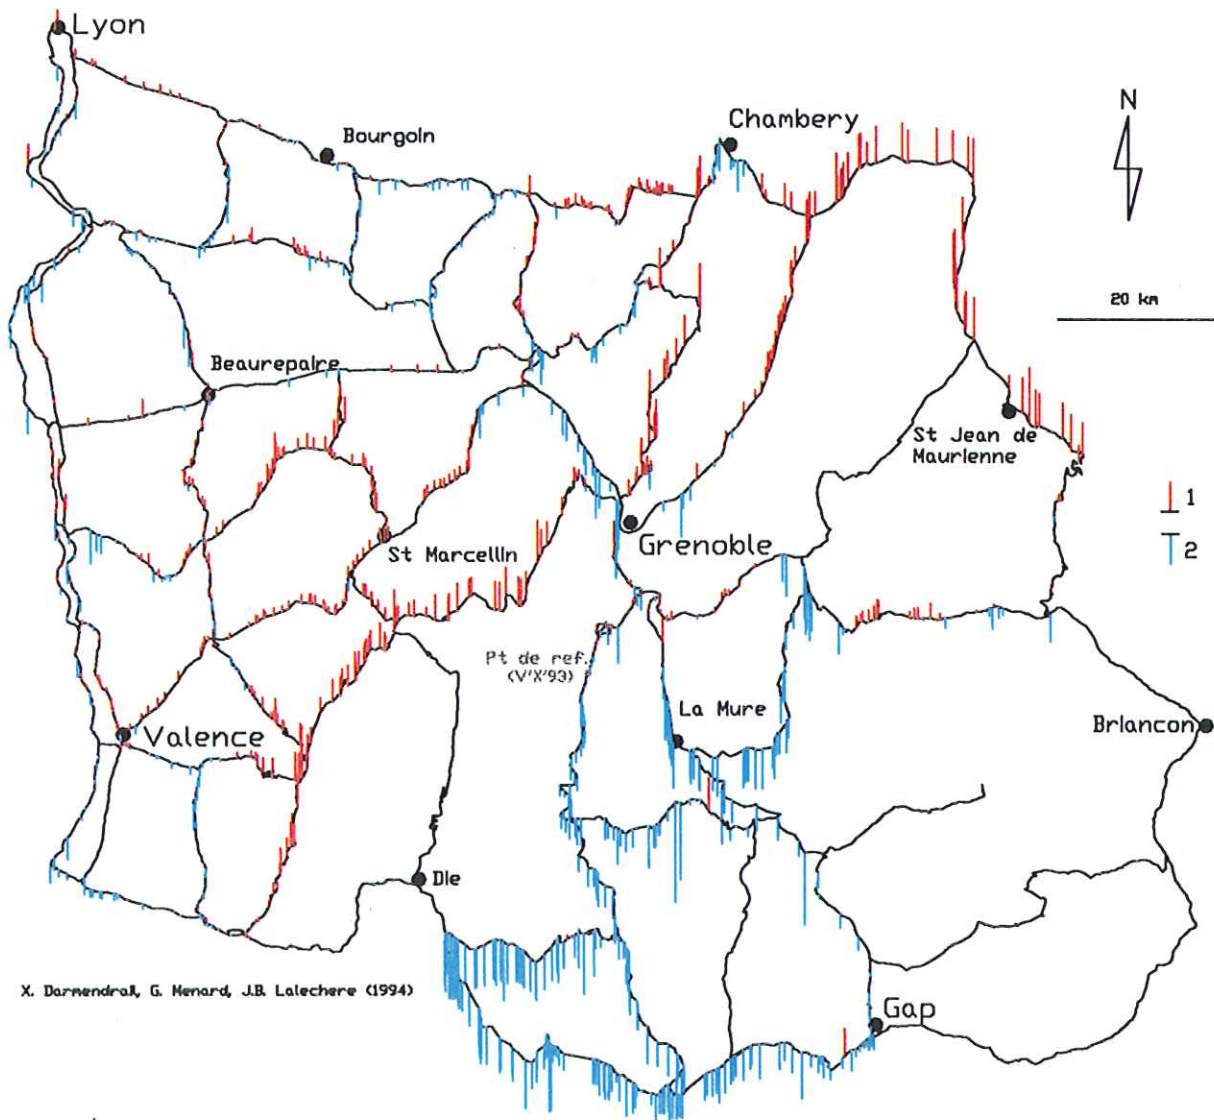 Lyon
N
Bourgoin
Chambery
20 km
Beaurepaire
St Jean de
Maurienne
1
2
St Marcellin
Grenoble
Pt de ref.
(V'X'93)
La Mure
Briancon
Valence
Die
X. Darmendrail, G. Menard, J.B. Lalechere (1994)
Gap